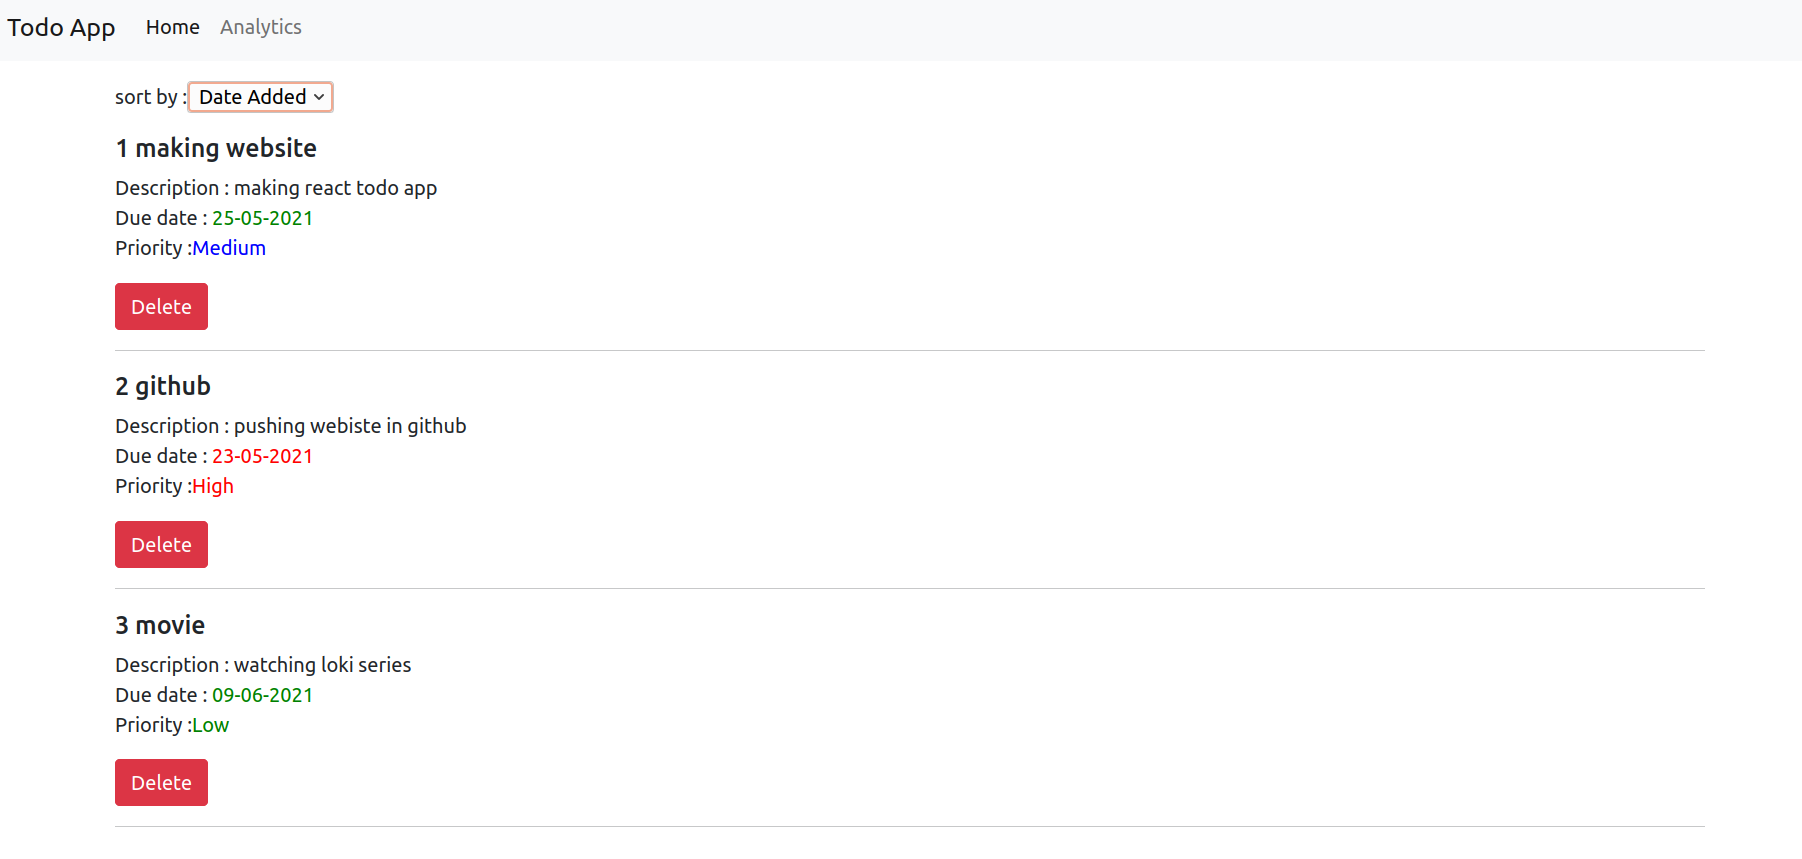 Todo App Home Analytics
sort by : Date Added
1 making website
Description : making react todo app
Due date : 25-05-2021
Priority :Medium
Delete
2 github
Description : pushing webiste in github
Due date : 23-05-2021
Priority :High
Delete
3 movie
Description : watching loki series
Due date : 09-06-2021
Priority :Low
Delete